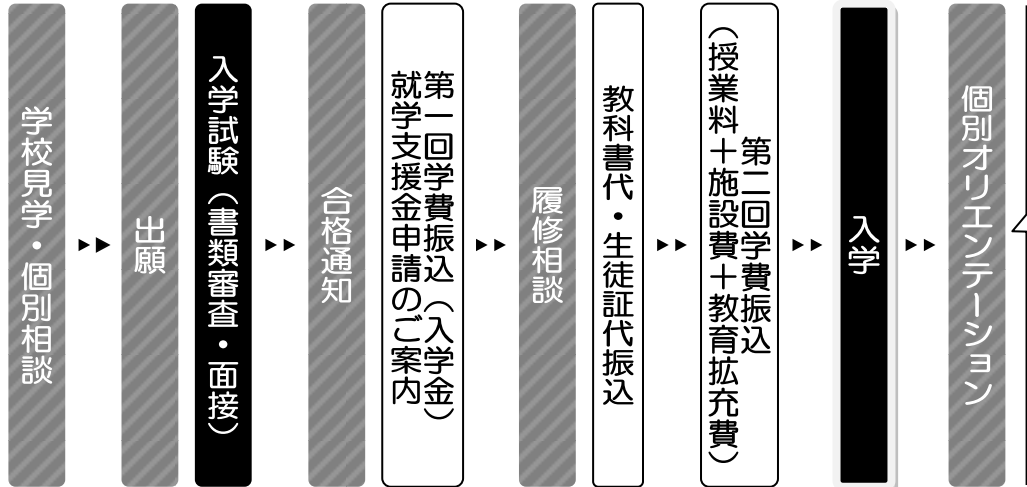 学校見学・個別相談
出願
入学試験（書類審査・面接）
合格通知
第一回学費振込（入学金）
就学支援金申請のご案内
履修相談
教科書代・生徒証代振込
第二回学費振込
（授業料＋施設費＋教育拡充費）
入学
個別オリエンテーション